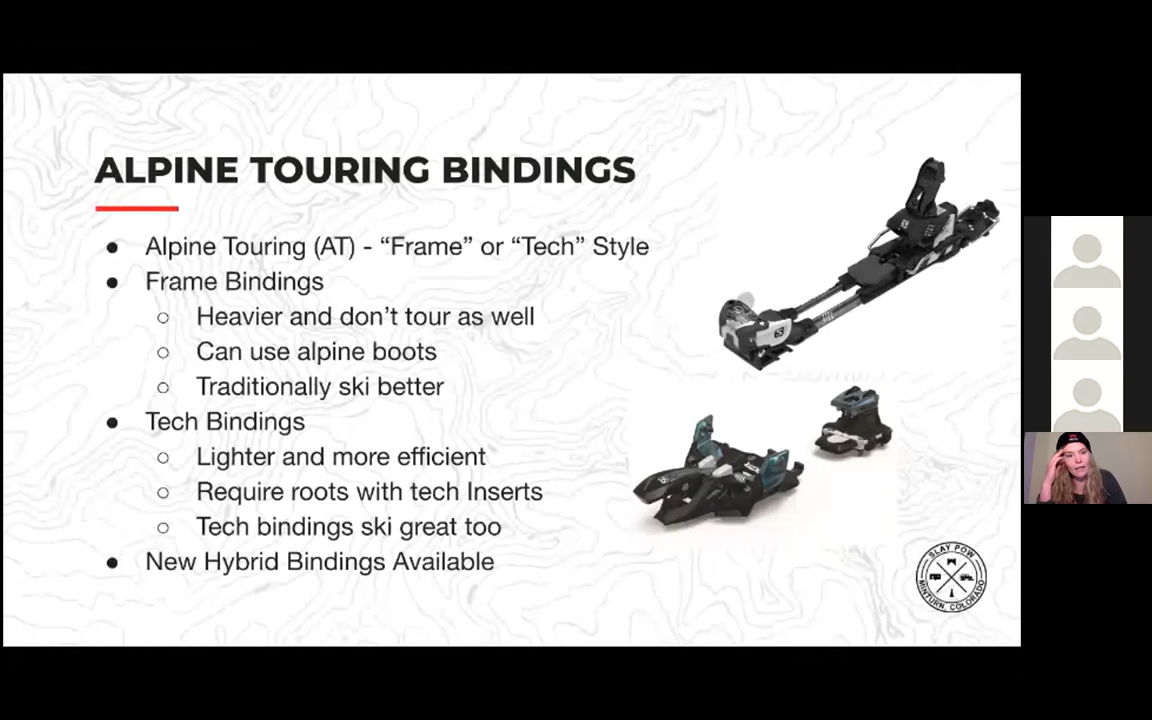 ALPINE TOURING BINDINGS
● Alpine Touring (AT) - “Frame” or “Tech” Style
● Frame Bindings
○ Heavier and don’t tour as well
○ Can use alpine boots
○ Traditionally ski better
● Tech Bindings
○ Lighter and more efficient
○ Require roots with tech Inserts
○ Tech bindings ski great too
● New Hybrid Bindings Available
SLAY POW
MINTURN, COLORADO